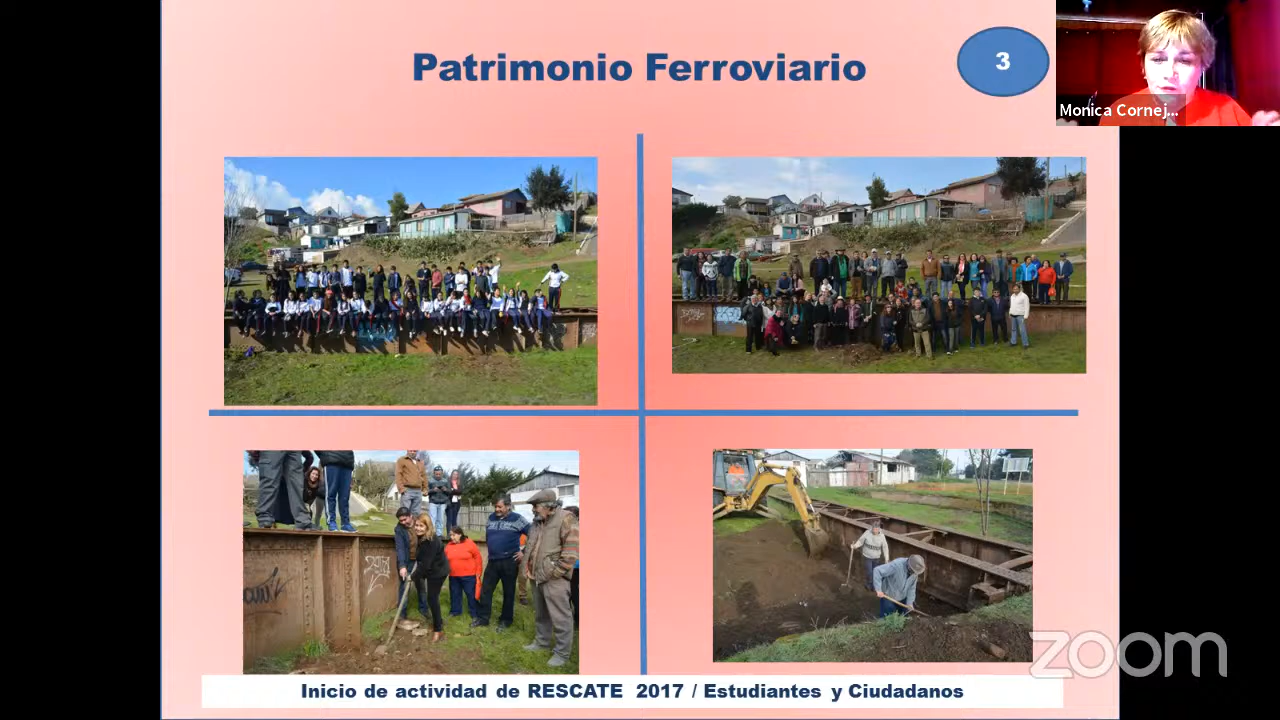 Patrimonio Ferroviario
3
Monica Cornej...
Inicio de actividad de RESCATE 2017 / Estudiantes y Ciudadanos
zoom